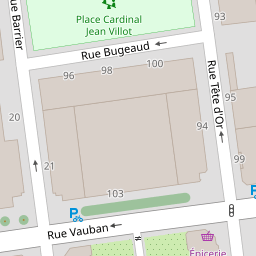 Place Cardinal
Jean Villot
93
ue Barrier
Rue Bugeaud
96
98
100
Rue Tête d'Or
95
20
94
21
99
103
Rue Vauban
Épicerie